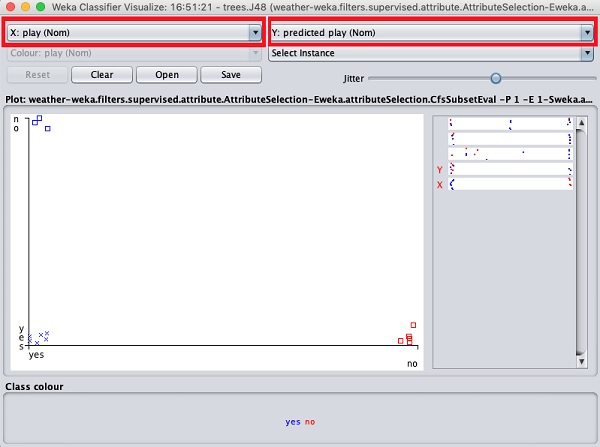 Weka Classifier Visualize: 16:51:21 - trees.J48 (weather-weka.filters.supervised.attribute.AttributeSelection-Eweka.a...
X: play (Nom)
Y: predicted play (Nom)
Colour: play (Nom)
Select Instance
Reset
Clear
Open
Save
Jitter
Plot: weather-weka.filters.supervised.attribute.AttributeSelection-Eweka.attributeSelection.CfsSubsetEval -P 1 -E 1-Sweka.a...
n
o
Y
X
y
e
s
yes
no
Class colour
yes no